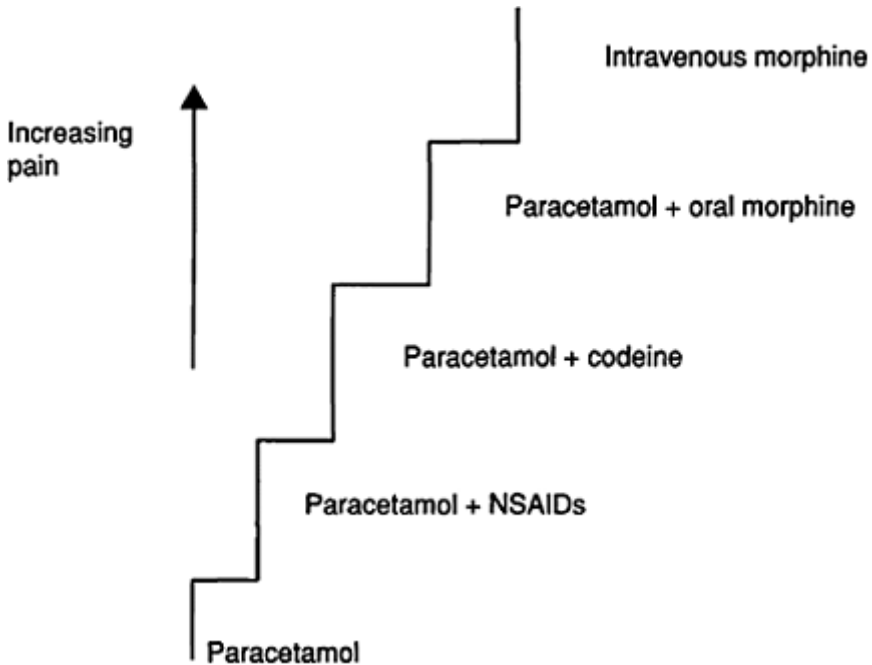 Intravenous morphine
Increasing
pain
Paracetamol + oral morphine
Paracetamol + codeine
Paracetamol + NSAIDs
Paracetamol